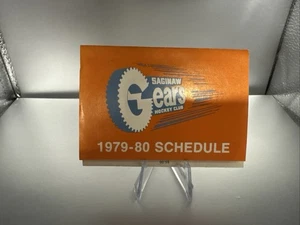 SAGINAW
Gears
HOCKEY CLUB
1979-80 SCHEDULE